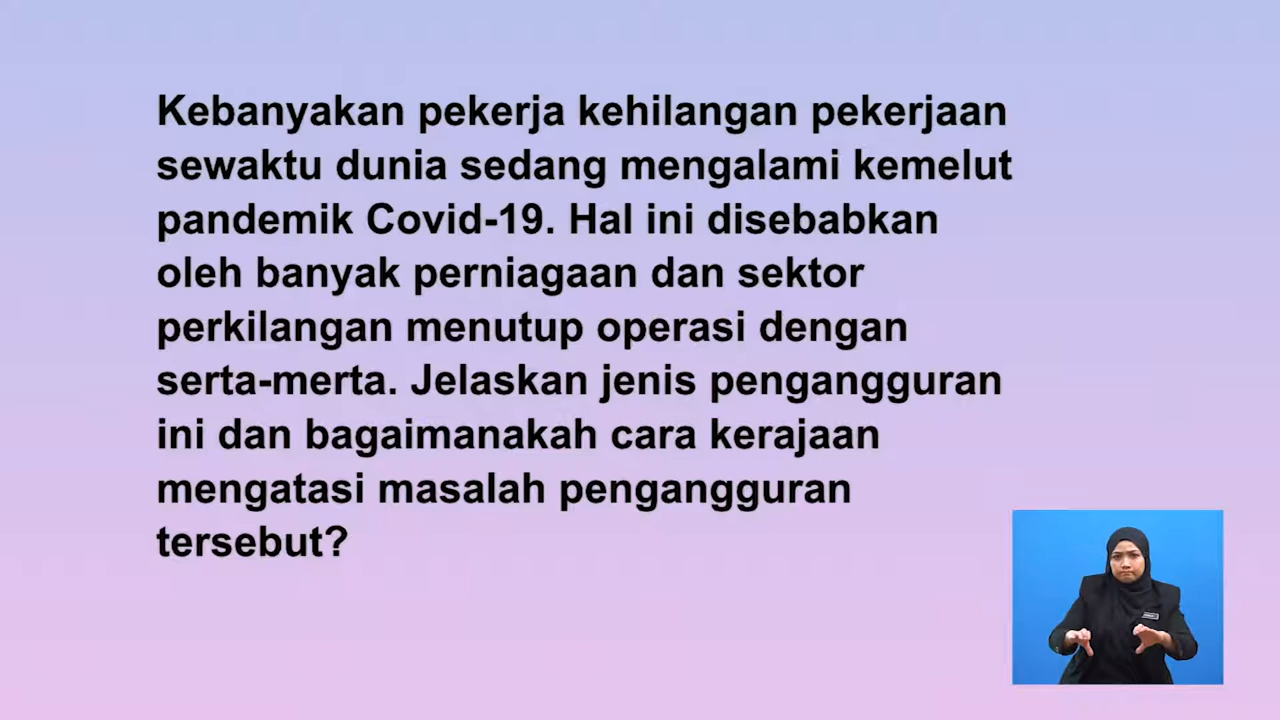 Kebanyakan pekerja kehilangan pekerjaan
sewaktu dunia sedang mengalami kemelut
pandemik Covid-19. Hal ini disebabkan
oleh banyak perniagaan dan sektor
perkilangan menutup operasi dengan
serta-merta. Jelaskan jenis pengangguran
ini dan bagaimanakah cara kerajaan
mengatasi masalah pengangguran
tersebut?